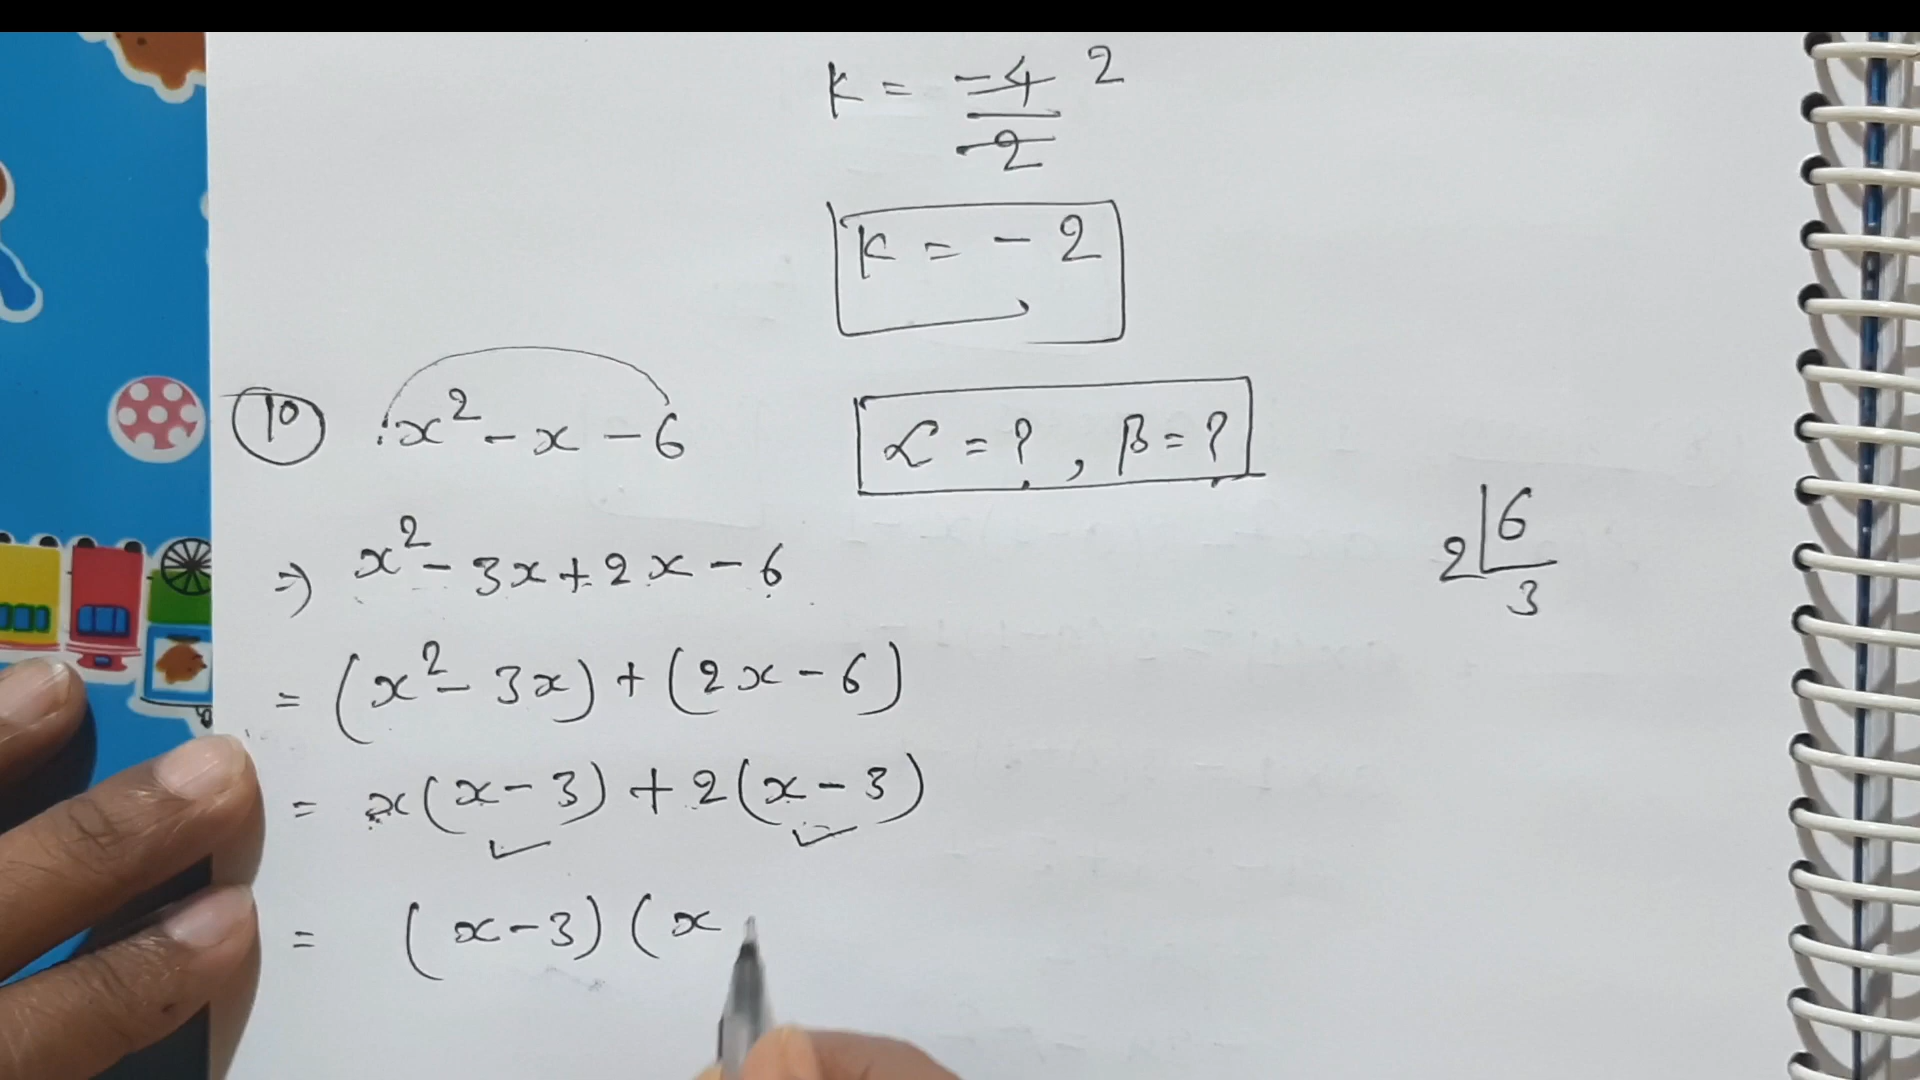 K = -4/-2 2
K = - 2
10 x² - x - 6
α = ? , β = ?
⇒ x² - 3x + 2x - 6
2 | 6
3
= (x² - 3x) + (2x - 6)
= x(x - 3) + 2(x - 3)
= (x - 3) (x